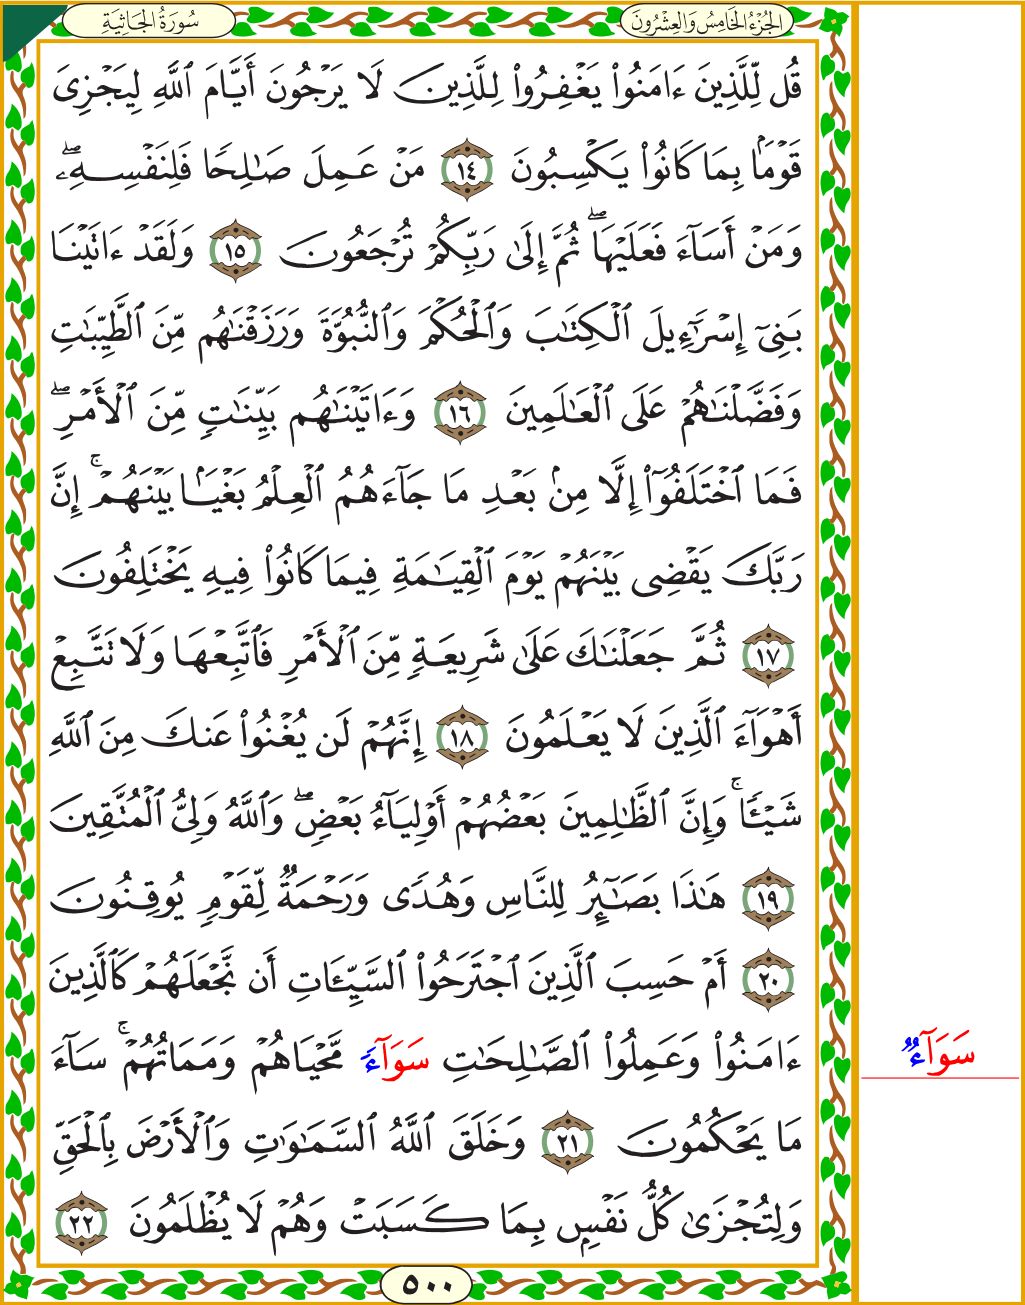 الجُزْءُ الخَامِسُ وَالعِشْرُونَ
سُورَةُ الجَاثِيَةِ
قُل لِّلَّذِينَ ءَامَنُوا۟ يَغْفِرُوا۟ لِلَّذِينَ لَا يَرْجُونَ أَيَّامَ ٱللَّهِ لِيَجْزِىَ
قَوْمًۢا بِمَا كَانُوا۟ يَكْسِبُونَ ١٤ مَنْ عَمِلَ صَـٰلِحًا فَلِنَفْسِهِۦۖ
وَمَنْ أَسَآءَ فَعَلَيْهَاۖ ثُمَّ إِلَىٰ رَبِّكُمْ تُرْجَعُونَ ١٥ وَلَقَدْ ءَاتَيْنَا
بَنِىٓ إِسْرَٰٓءِيلَ ٱلْكِتَـٰبَ وَٱلْحُكْمَ وَٱلنُّبُوَّةَ وَرَزَقْنَـٰهُم مِّنَ ٱلطَّيِّبَـٰتِ
وَفَضَّلْنَـٰهُمْ عَلَى ٱلْعَـٰلَمِينَ ١٦ وَءَاتَيْنَـٰهُم بَيِّنَـٰتٍ مِّنَ ٱلْأَمْرِۖ
فَمَا ٱخْتَلَفُوٓا۟ إِلَّا مِنۢ بَعْدِ مَا جَآءَهُمُ ٱلْعِلْمُ بَغْيًۢا بَيْنَهُمْۚ إِنَّ
رَبَّكَ يَقْضِى بَيْنَهُمْ يَوْمَ ٱلْقِيَـٰمَةِ فِيمَا كَانُوا۟ فِيهِ يَخْتَلِفُونَ
١٧ ثُمَّ جَعَلْنَـٰكَ عَلَىٰ شَرِيعَةٍ مِّنَ ٱلْأَمْرِ فَٱتَّبِعْهَا وَلَا تَتَّبِعْ
أَهْوَآءَ ٱلَّذِينَ لَا يَعْلَمُونَ ١٨ إِنَّهُمْ لَن يُغْنُوا۟ عَنكَ مِنَ ٱللَّهِ
شَيْـًٔاۚ وَإِنَّ ٱلظَّـٰلِمِينَ بَعْضُهُمْ أَوْلِيَآءُ بَعْضٍۖ وَٱللَّهُ وَلِىُّ ٱلْمُتَّقِينَ
١٩ هَـٰذَا بَصَـٰٓئِرُ لِلنَّاسِ وَهُدًى وَرَحْمَةٌ لِّقَوْمٍ يُوقِنُونَ
٢٠ أَمْ حَسِبَ ٱلَّذِينَ ٱجْتَرَحُوا۟ ٱلسَّيِّـَٔاتِ أَن نَّجْعَلَهُمْ كَٱلَّذِينَ
ءَامَنُوا۟ وَعَمِلُوا۟ ٱلصَّـٰلِحَـٰتِ سَوَآءً مَّحْيَاهُمْ وَمَمَاتُهُمْۚ سَآءَ
سَوَآءٌ
مَا يَحْكُمُونَ ٢١ وَخَلَقَ ٱللَّهُ ٱلسَّمَـٰوَٰتِ وَٱلْأَرْضَ بِٱلْحَقِّ
وَلِتُجْزَىٰ كُلُّ نَفْسٍۭ بِمَا كَسَبَتْ وَهُمْ لَا يُظْلَمُونَ ٢٢
٥٠٠